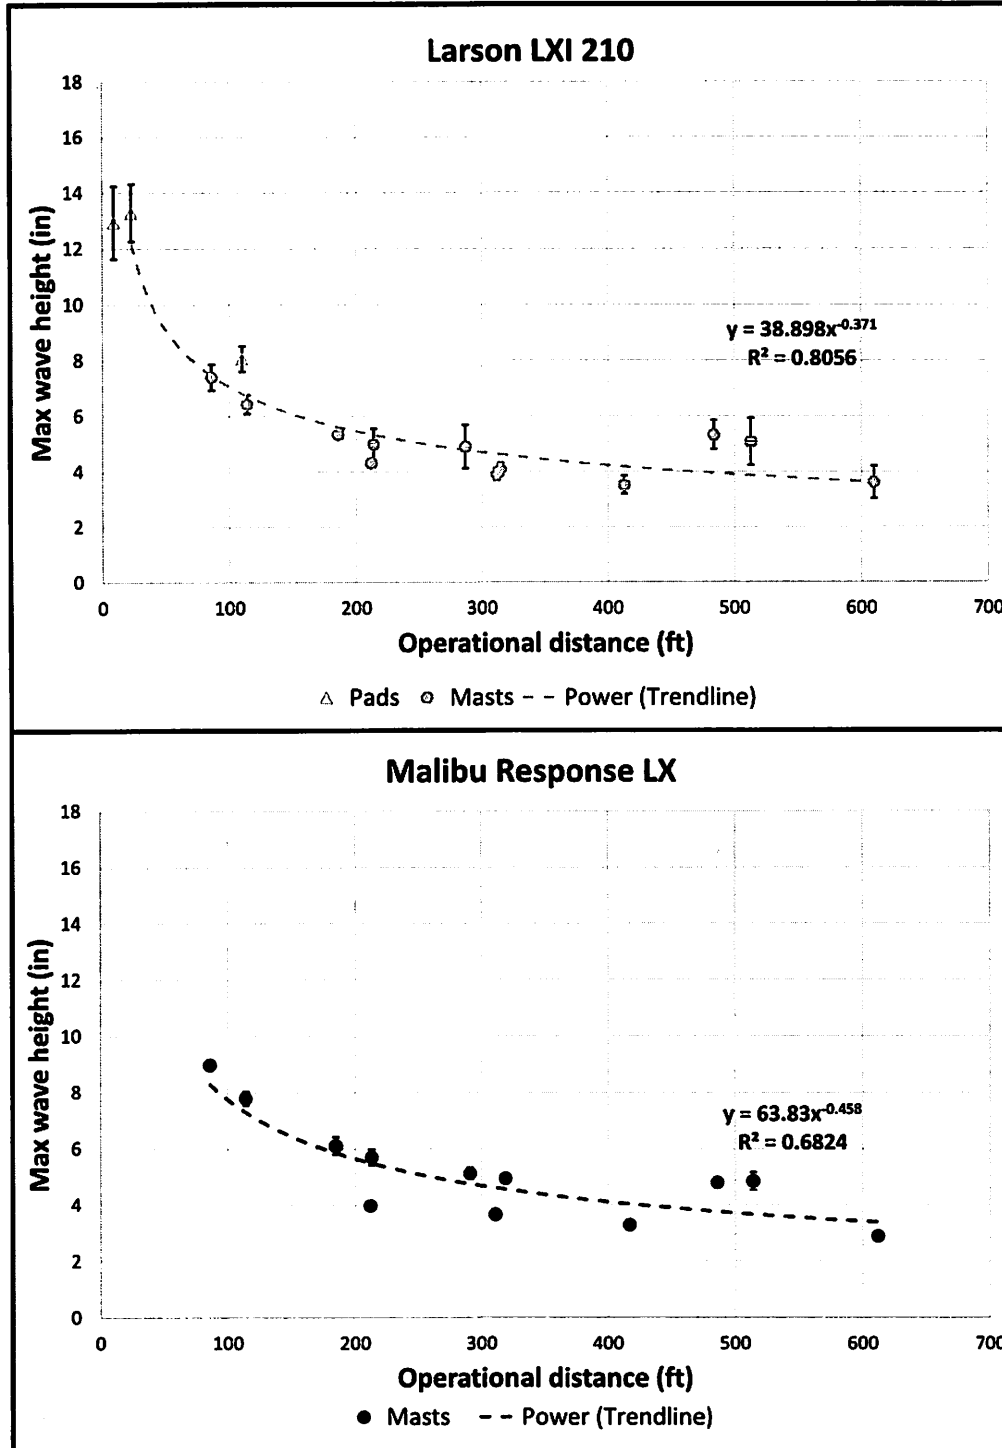 Larson LXI 210
18
16
14
12
10
8
6
4
2
0
Max wave height (in)
y = 38.898x^-0.371
R² = 0.8056
0 100 200 300 400 500 600 700
Operational distance (ft)
Pads Masts Power (Trendline)
Malibu Response LX
18
16
14
12
10
8
6
4
2
0
Max wave height (in)
y = 63.83x^-0.458
R² = 0.6824
0 100 200 300 400 500 600 700
Operational distance (ft)
Masts Power (Trendline)